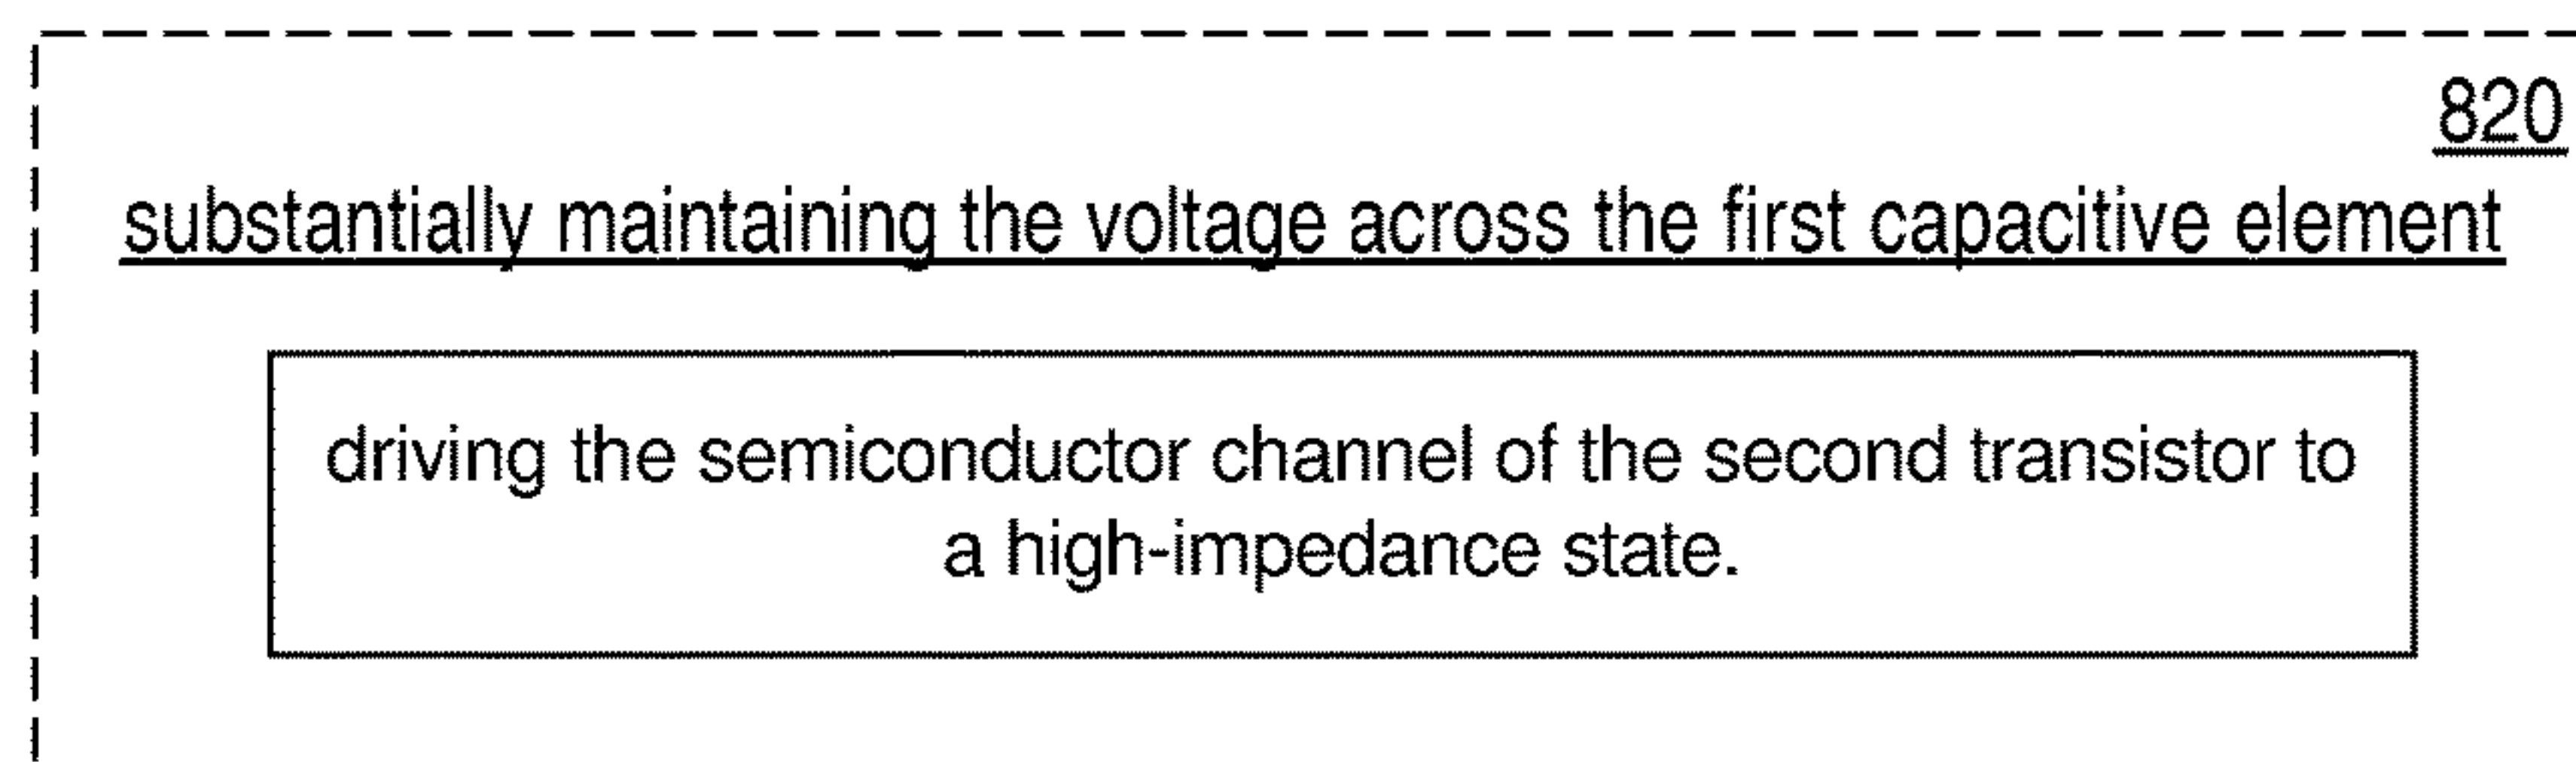 820
substantially maintaining the voltage across the first capacitive element
driving the semiconductor channel of the second transistor to
a high-impedance state.